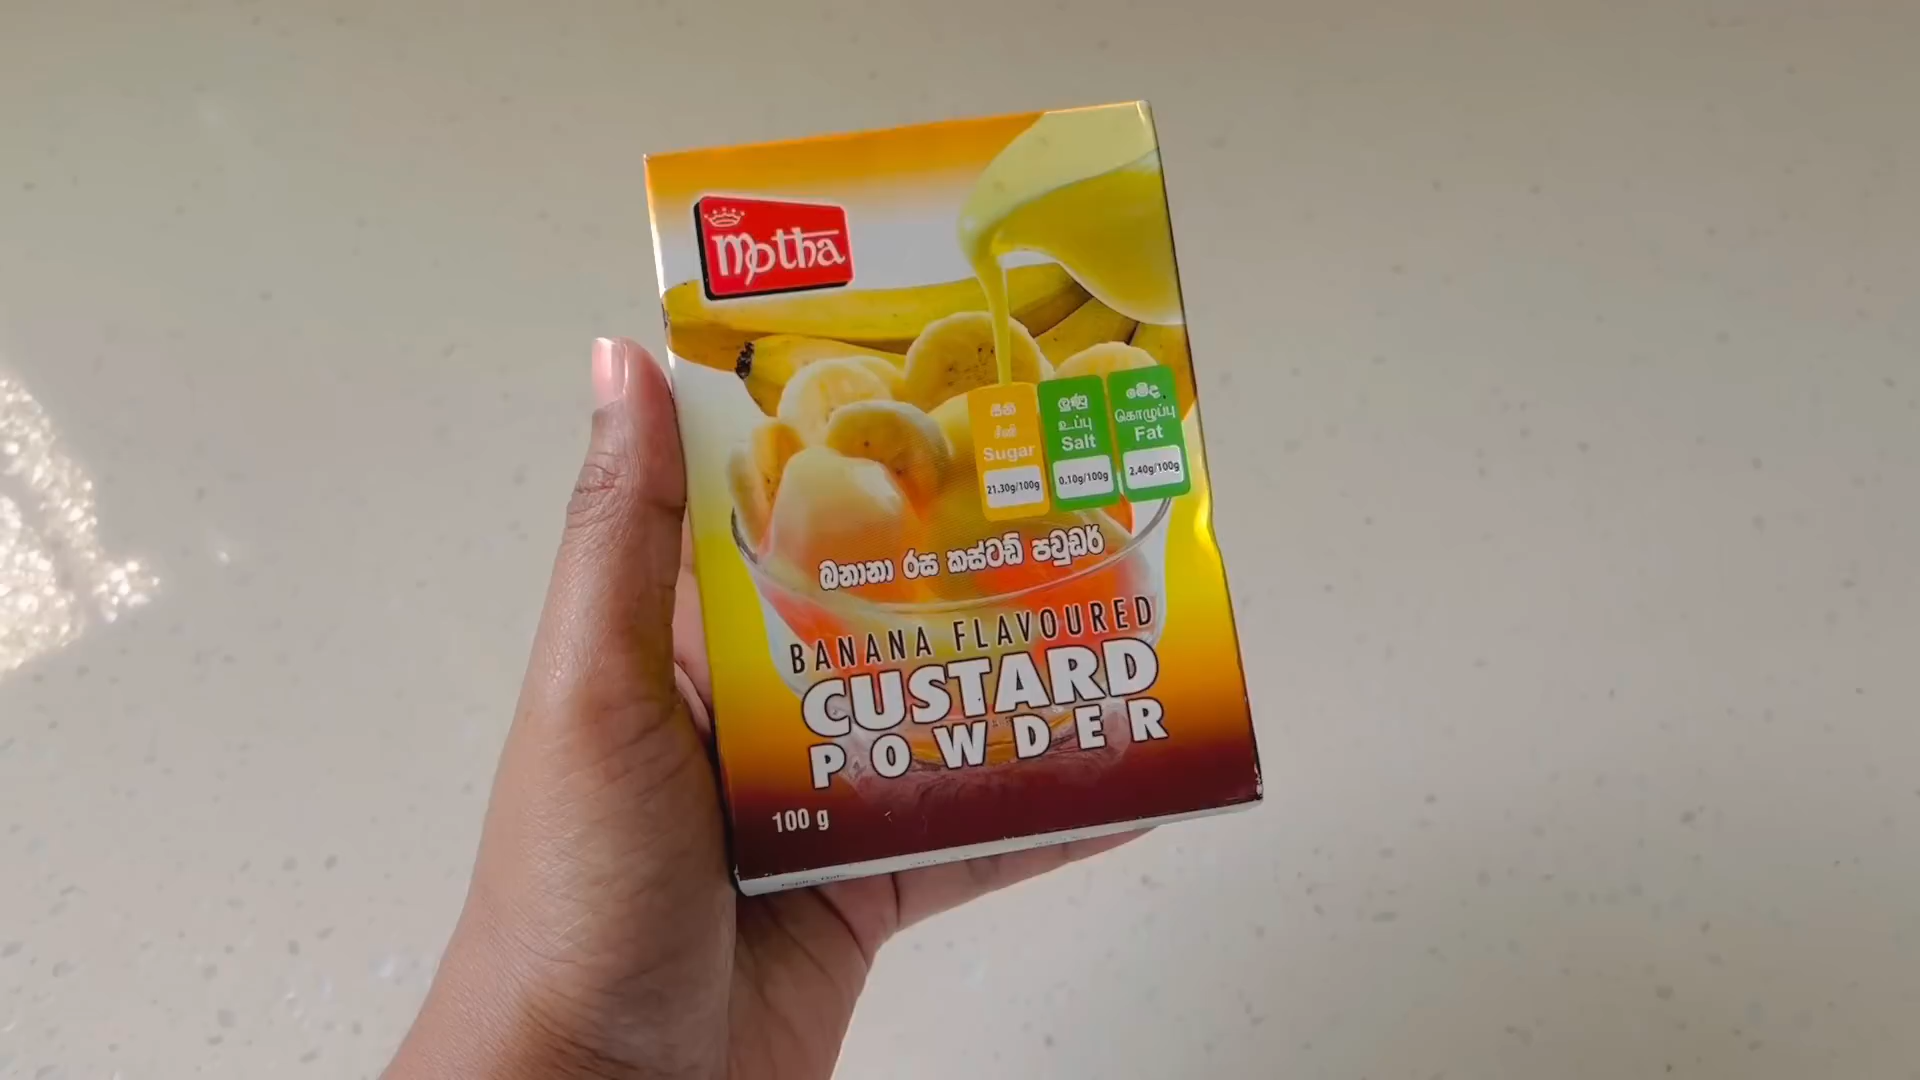 Motha
සීනි
சீனி
Sugar
21.30g/100g
ලුණු
உப்பு
Salt
0.10g/100g
මේද
கொழுப்பு
Fat
2.40g/100g
බනානා රස කස්ටඩ් පවුඩර්
BANANA FLAVOURED
CUSTARD
POWDER
100 g